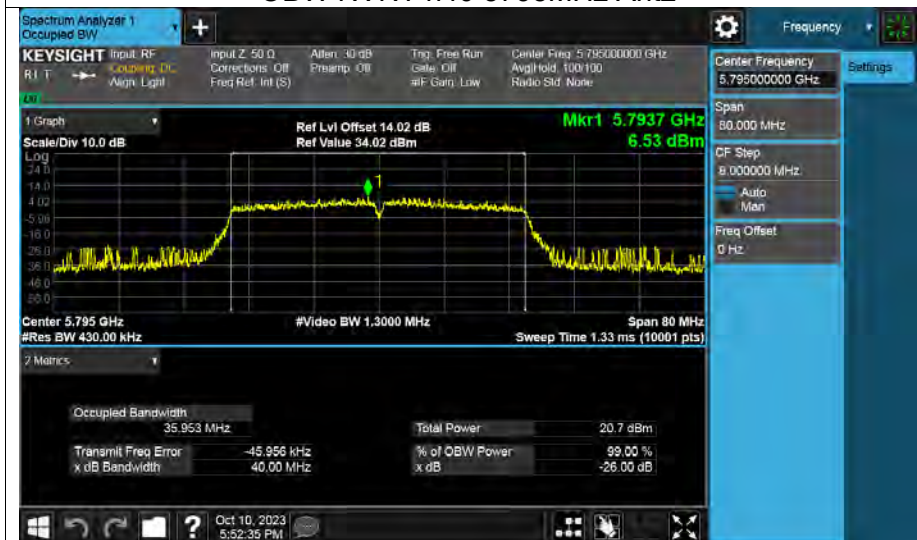 Spectrum Analyzer 1
Occupied BW
+
Frequency
KEYSIGHT Input: RF
Coupling: DC
Align: Light
Input Z: 50 Ω
Corrections: Off
Freq Ref: Int (S)
Atten: 30 dB
Preamp: Off
Trig: Free Run
Gate: Off
#IF Gain: Low
Center Freq: 5.795000000 GHz
Avg|Hold: 100/100
Radio Std: None
Center Frequency
5.795000000 GHz
Settings
Span
80.000 MHz
CF Step
8.000000 MHz
Auto
Man
Freq Offset
0 Hz
1 Graph
Scale/Div 10.0 dB
Ref Lvl Offset 14.02 dB
Ref Value 34.02 dBm
Mkr1 5.7937 GHz
6.53 dBm
Log
24.0
14.0
4.02
-5.98
-16.0
-26.0
-36.0
-46.0
-56.0
1
Center 5.795 GHz
#Res BW 430.00 kHz
#Video BW 1.3000 MHz
Span 80 MHz
Sweep Time 1.33 ms (10001 pts)
2 Metrics
Occupied Bandwidth
35.953 MHz
Total Power 20.7 dBm
Transmit Freq Error -45.956 kHz
% of OBW Power 99.00 %
x dB Bandwidth 40.00 MHz
x dB -26.00 dB
?
Oct 10, 2023
5:52:35 PM